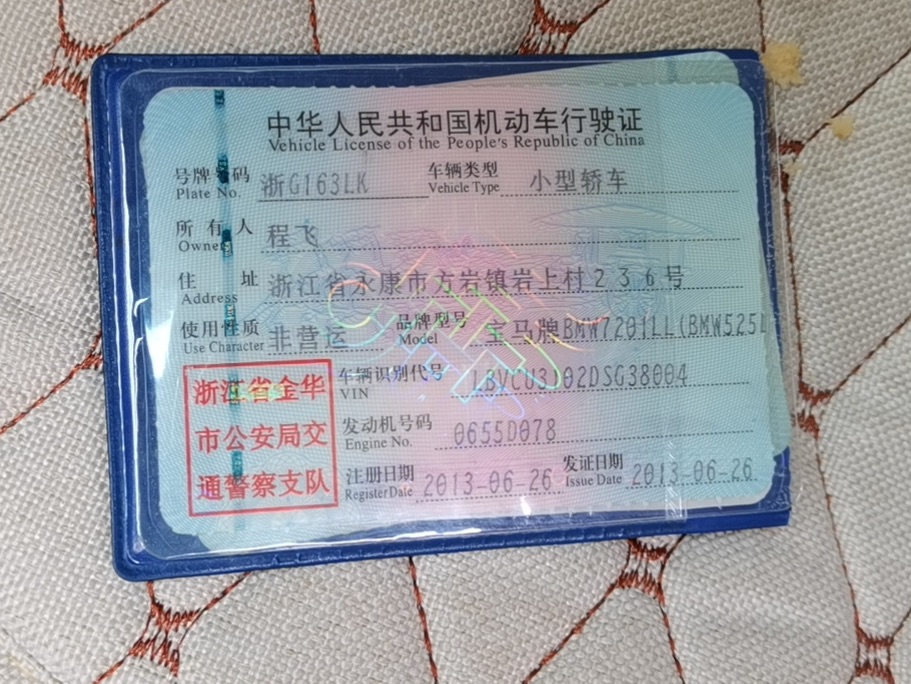 中华人民共和国机动车行驶证
Vehicle License of the People's Republic of China
号牌号码 浙G163LK 车辆类型 小型轿车
Plate No. Vehicle Type
所有人 程飞
Owner
住址 浙江省永康市方岩镇岩上村236号
Address
使用性质 非营运 品牌型号 宝马牌BMW7201LL(BMW525L
Use Character Model
浙江省金华
市公安局交
通警察支队
车辆识别代号
VIN
发动机号码 0655D078
Engine No.
注册日期 2013-06-26 发证日期 2013-06-26
Register Date Issue Date